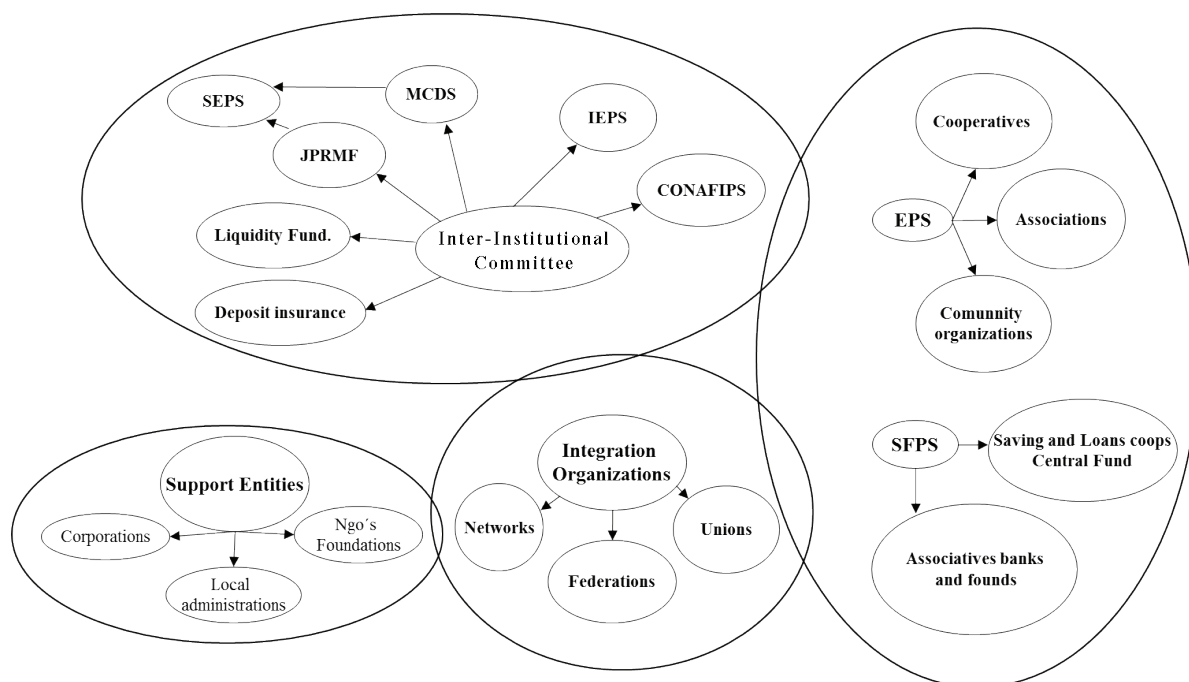 SEPS
MCDS
IEPS
JPRMF
CONAFIPS
Liquidity Fund.
Inter-Institutional
Committee
Deposit insurance
Cooperatives
EPS
Associations
Comunnity
organizations
SFPS
Saving and Loans coops
Central Fund
Associatives banks
and founds
Support Entities
Corporations
Ngo´s
Foundations
Local
administrations
Integration
Organizations
Networks
Unions
Federations